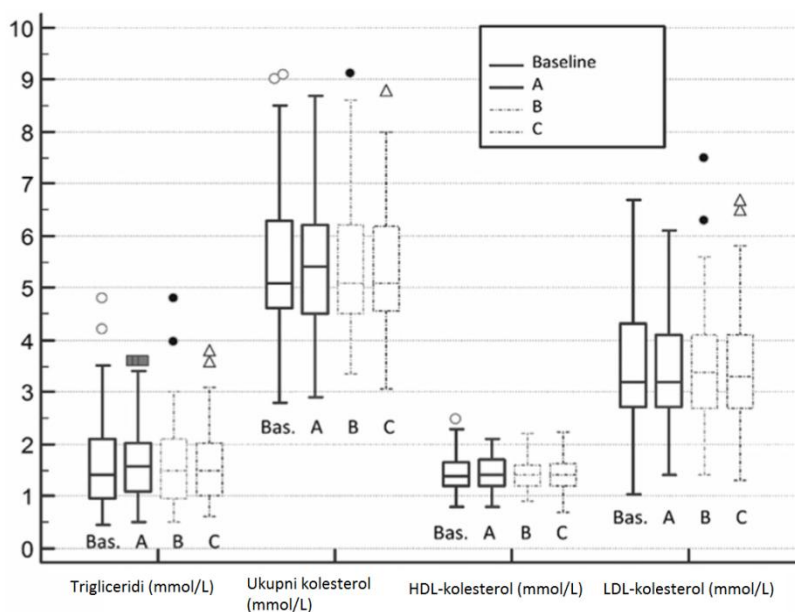 10
9
8
7
6
5
4
3
2
1
0
Baseline
A
B
C
Bas. A B C
Bas. A B C
Bas. A B C
Bas. A B C
Trigliceridi (mmol/L)
Ukupni kolesterol
(mmol/L)
HDL-kolesterol (mmol/L)
LDL-kolesterol (mmol/L)